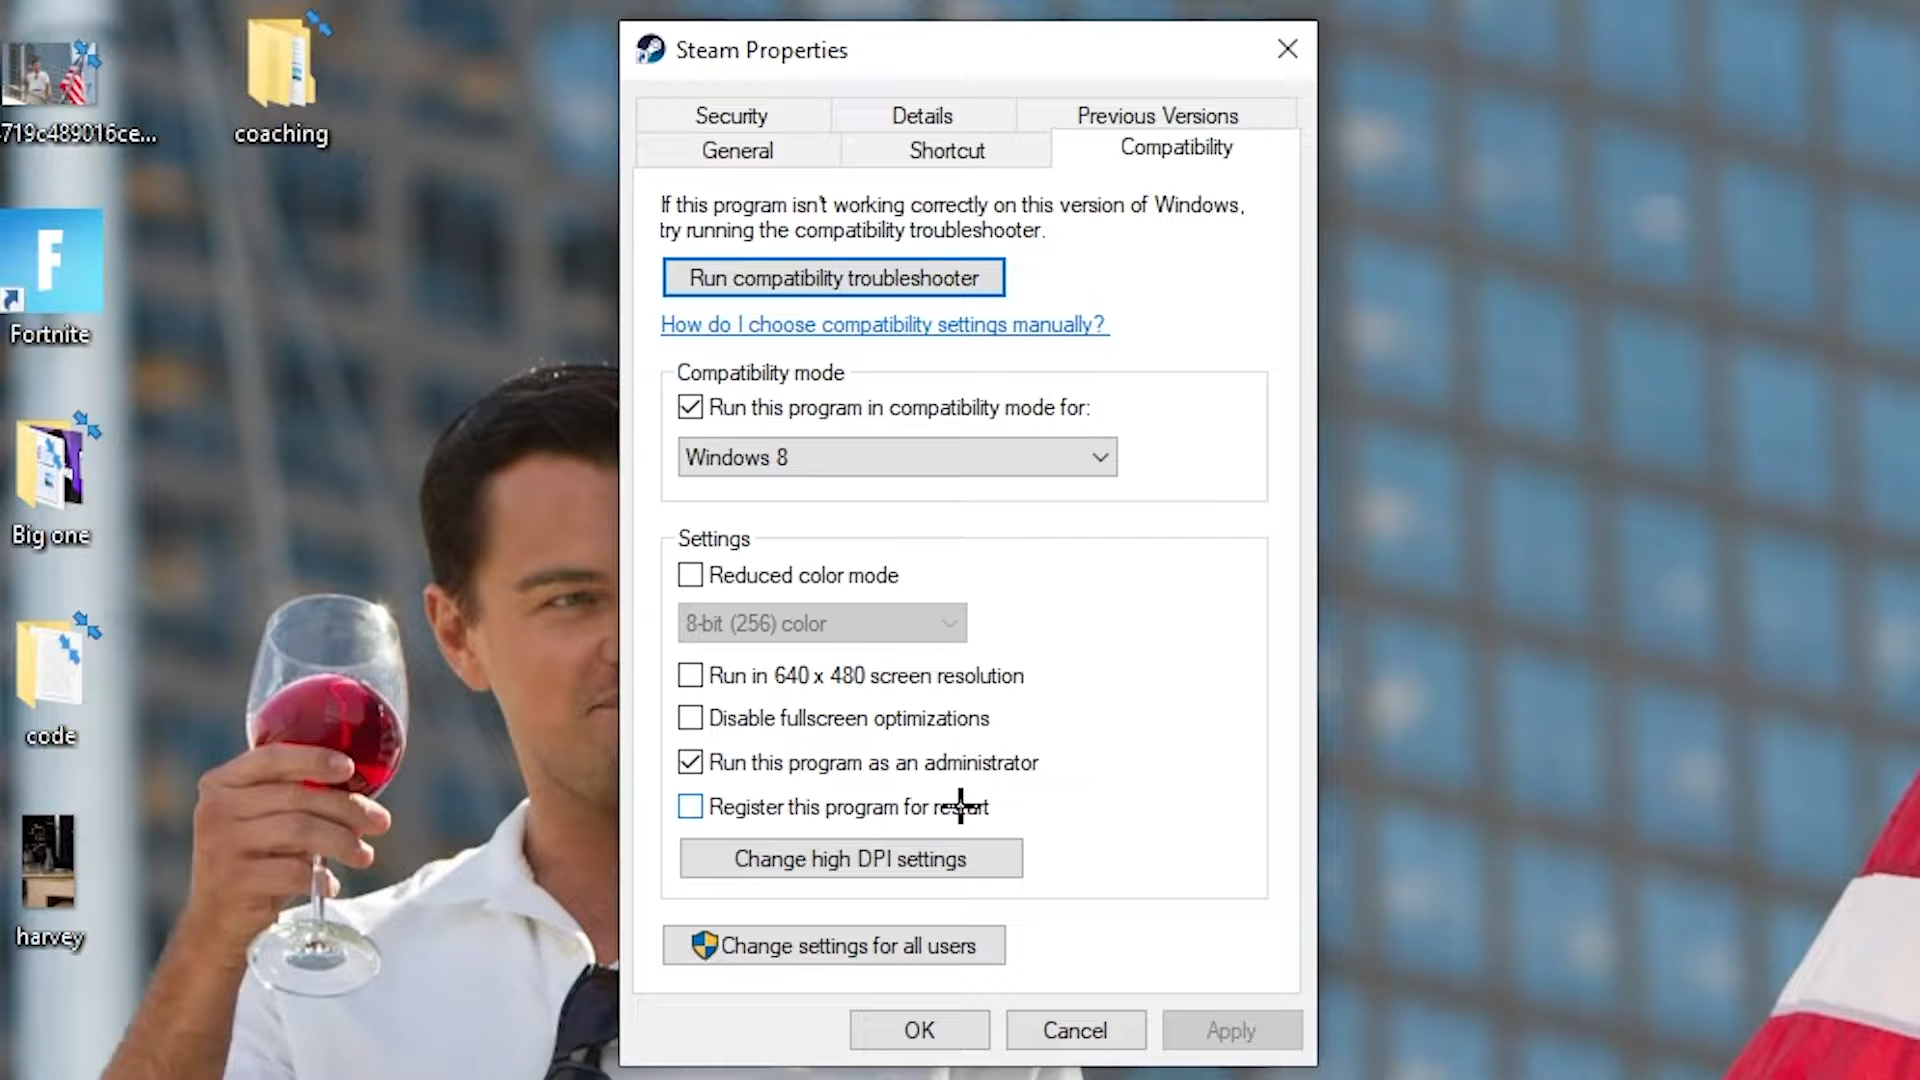 719c489016ce...
coaching
F
Fortnite
Big one
code
harvey
Steam Properties
Security
Details
Previous Versions
General
Shortcut
Compatibility
If this program isn't working correctly on this version of Windows,
try running the compatibility troubleshooter.
Run compatibility troubleshooter
How do I choose compatibility settings manually?
Compatibility mode
Run this program in compatibility mode for:
Windows 8
Settings
Reduced color mode
8-bit (256) color
Run in 640 x 480 screen resolution
Disable fullscreen optimizations
Run this program as an administrator
Register this program for restart
Change high DPI settings
Change settings for all users
OK
Cancel
Apply